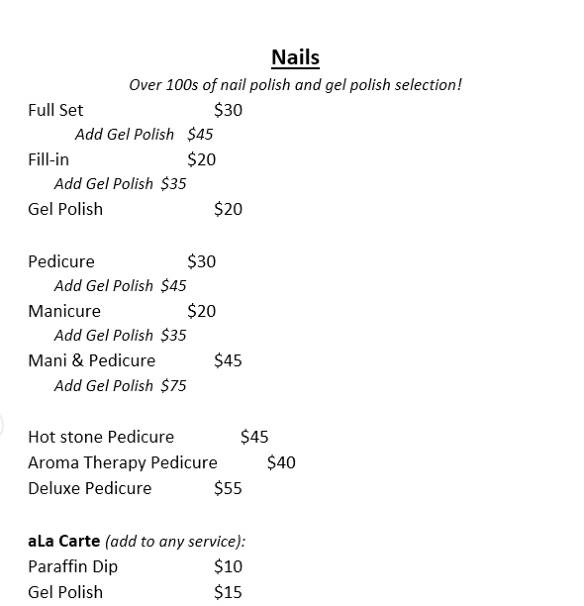 Nails
Over 100s of nail polish and gel polish selection!
Full Set $30
Add Gel Polish $45
Fill-in $20
Add Gel Polish $35
Gel Polish $20
Pedicure $30
Add Gel Polish $45
Manicure $20
Add Gel Polish $35
Mani & Pedicure $45
Add Gel Polish $75
Hot stone Pedicure $45
Aroma Therapy Pedicure $40
Deluxe Pedicure $55
aLa Carte (add to any service):
Paraffin Dip $10
Gel Polish $15